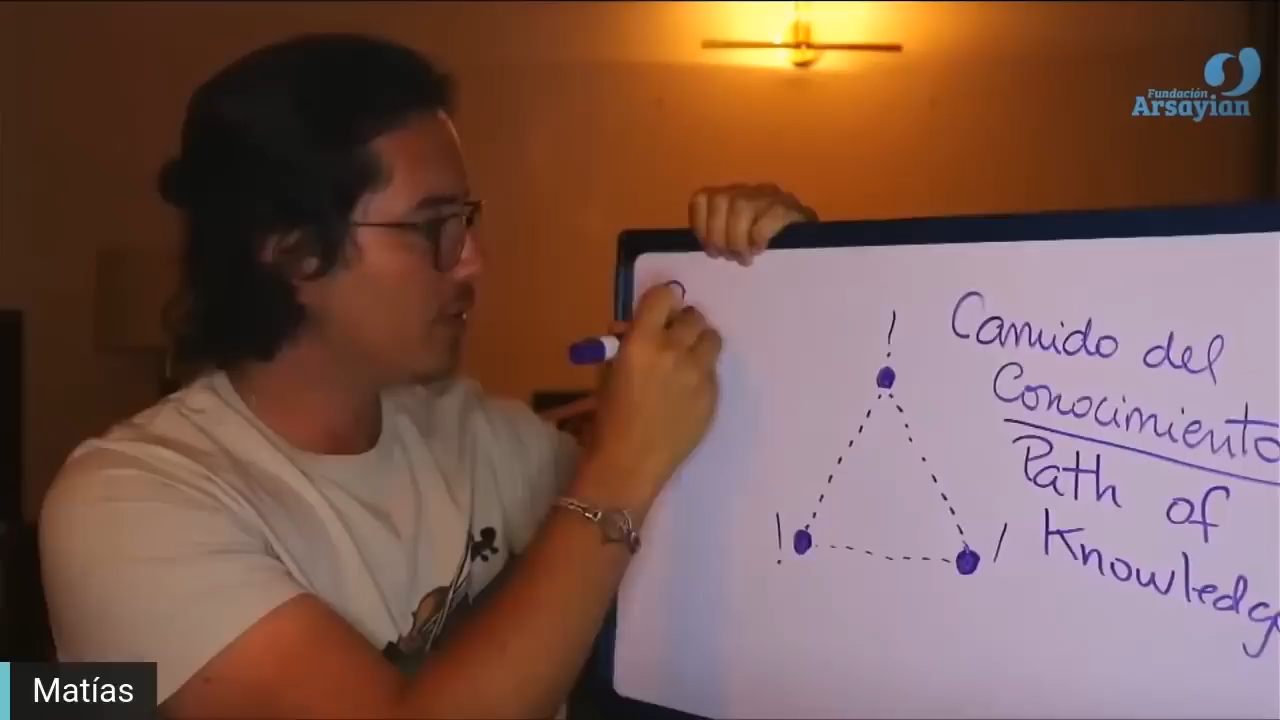 Fundación
Arsayian
Camido del
Conocimiento
Path of
Knowledg
Matías